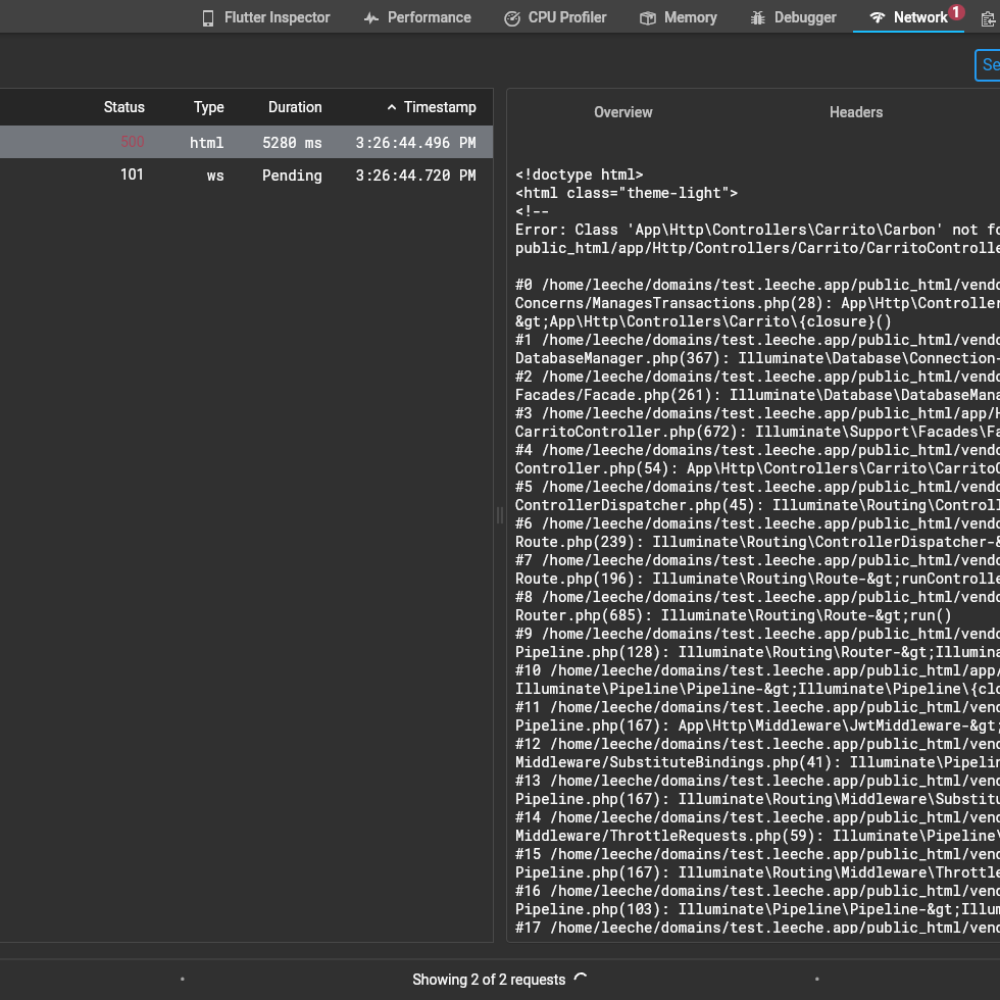 Flutter Inspector Performance CPU Profiler Memory Debugger Network 1
Se
Status Type Duration Timestamp
500 html 5280 ms 3:26:44.496 PM
101 ws Pending 3:26:44.720 PM
Overview Headers
<!doctype html>
<html class="theme-light">
<!--
Error: Class 'App\Http\Controllers\Carrito\Carbon' not fo
public_html/app/Http/Controllers/Carrito/CarritoControlle
#0 /home/leeche/domains/test.leeche.app/public_html/vendo
Concerns/ManagesTransactions.php(28): App\Http\Controller
&gt;App\Http\Controllers\Carrito\{closure}()
#1 /home/leeche/domains/test.leeche.app/public_html/vendo
DatabaseManager.php(367): Illuminate\Database\Connection-
#2 /home/leeche/domains/test.leeche.app/public_html/vendo
Facades/Facade.php(261): Illuminate\Database\DatabaseMana
#3 /home/leeche/domains/test.leeche.app/public_html/app/H
CarritoController.php(672): Illuminate\Support\Facades\Fa
#4 /home/leeche/domains/test.leeche.app/public_html/vendo
Controller.php(54): App\Http\Controllers\Carrito\CarritoC
#5 /home/leeche/domains/test.leeche.app/public_html/vendo
ControllerDispatcher.php(45): Illuminate\Routing\Controll
#6 /home/leeche/domains/test.leeche.app/public_html/vendo
Route.php(239): Illuminate\Routing\ControllerDispatcher-&
#7 /home/leeche/domains/test.leeche.app/public_html/vendo
Route.php(196): Illuminate\Routing\Route-&gt;runControlle
#8 /home/leeche/domains/test.leeche.app/public_html/vendo
Router.php(685): Illuminate\Routing\Route-&gt;run()
#9 /home/leeche/domains/test.leeche.app/public_html/vendo
Pipeline.php(128): Illuminate\Routing\Router-&gt;Illumina
#10 /home/leeche/domains/test.leeche.app/public_html/app/
Illuminate\Pipeline\Pipeline-&gt;Illuminate\Pipeline\{clo
#11 /home/leeche/domains/test.leeche.app/public_html/vend
Pipeline.php(167): App\Http\Middleware\JwtMiddleware-&gt;
#12 /home/leeche/domains/test.leeche.app/public_html/vend
Middleware/SubstituteBindings.php(41): Illuminate\Pipelin
#13 /home/leeche/domains/test.leeche.app/public_html/vend
Pipeline.php(167): Illuminate\Routing\Middleware\Substitu
#14 /home/leeche/domains/test.leeche.app/public_html/vend
Middleware/ThrottleRequests.php(59): Illuminate\Pipeline\
#15 /home/leeche/domains/test.leeche.app/public_html/vend
Pipeline.php(167): Illuminate\Routing\Middleware\Throttle
#16 /home/leeche/domains/test.leeche.app/public_html/vend
Pipeline.php(103): Illuminate\Pipeline\Pipeline-&gt;Illum
#17 /home/leeche/domains/test.leeche.app/public_html/vend
Showing 2 of 2 requests